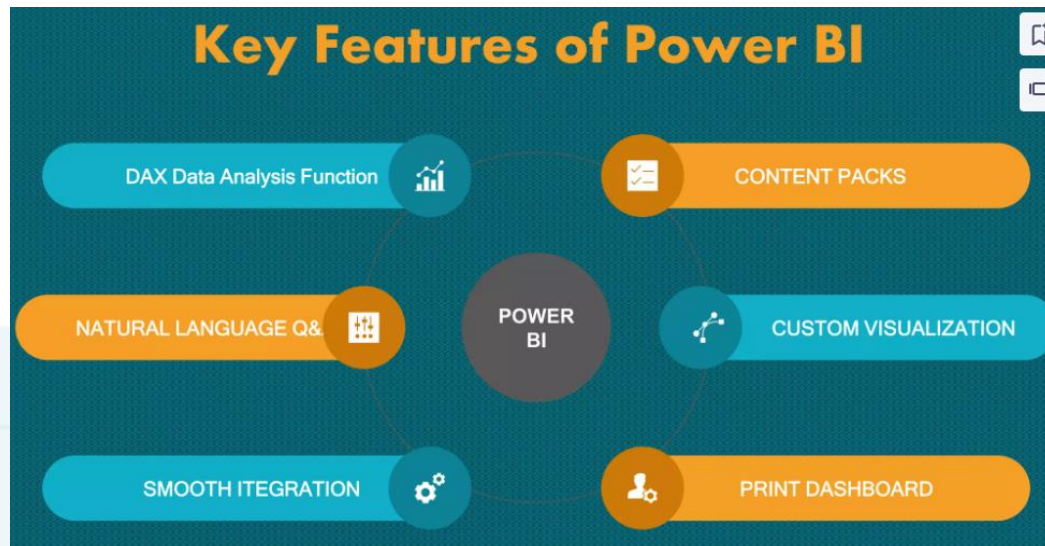 Key Features of Power BI
DAX Data Analysis Function
CONTENT PACKS
NATURAL LANGUAGE Q&
POWER
BI
CUSTOM VISUALIZATION
SMOOTH ITEGRATION
PRINT DASHBOARD